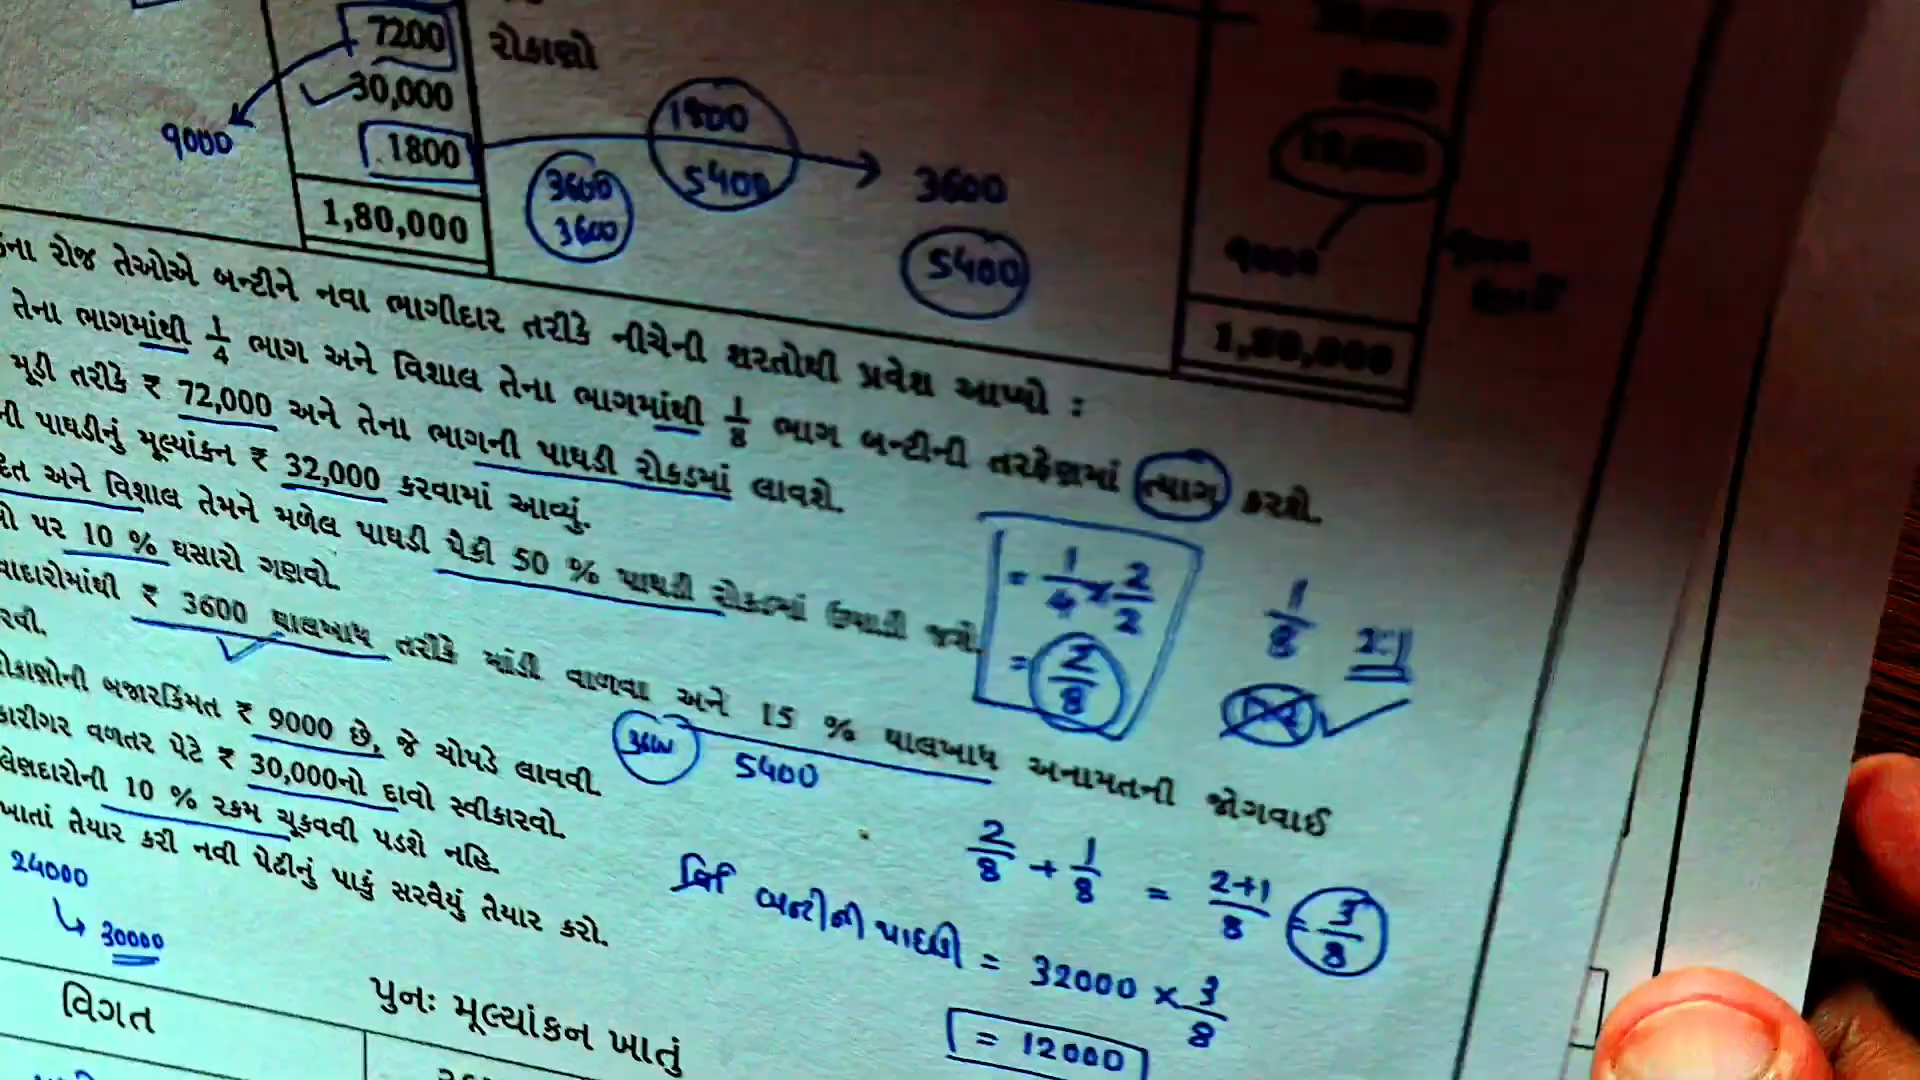 7200 રોકાણો
30,000
1800
9000
1800
5400
3600
3600
3600
5400
1,80,000
1,80,000
રોજ તેઓએ બન્ટીને નવા ભાગીદાર તરીકે નીચેની શરતોથી પ્રવેશ આપ્યો :
તેના ભાગમાંથી 1/4 ભાગ અને વિશાલ તેના ભાગમાંથી 1/8 ભાગ બન્ટીની તરફેણમાં ત્યાગ કરશે.
મૂડી તરીકે ₹ 72,000 અને તેના ભાગની પાઘડી રોકડમાં લાવશે.
પાઘડીનું મૂલ્યાંકન ₹ 32,000 કરવામાં આવ્યું.
અને વિશાલ તેમને મળેલ પાઘડી પૈકી 50 % પાઘડી રોકડમાં ઉપાડી જશે.
પર 10 % ઘસારો ગણવો.
₹ 3600 ઘાલખાધ તરીકે માંડી વાળવા અને 15 % ઘાલખાધ અનામતની જોગવાઈ
બજારકિંમત ₹ 9000 છે, જે ચોપડે લાવવી.
કારીગર વળતર પેટે ₹ 30,000નો દાવો સ્વીકારવો.
લેણદારોની 10 % રકમ ચૂકવવી પડશે નહિ.
ખાતાં તૈયાર કરી નવી પેઢીનું પાકું સરવૈયું તૈયાર કરો.
= 1/4 × 2/2
= 2/8
1/8 2:1
3600 5400
2/8 + 1/8 = 2+1/8 = 3/8
બન્ટીની પાઘડી = 32000 × 3/8
= 12000
24000
30000
પુનઃ મૂલ્યાંકન ખાતું
વિગત